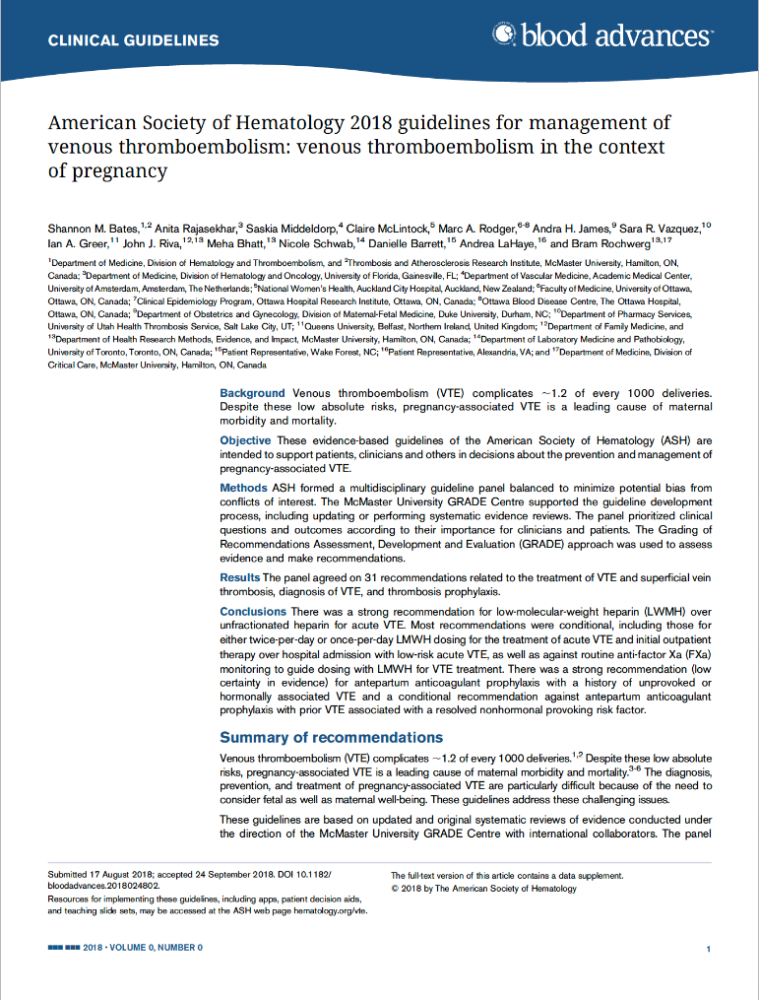 CLINICAL GUIDELINES
blood advances
American Society of Hematology 2018 guidelines for management of
venous thromboembolism: venous thromboembolism in the context
of pregnancy
Shannon M. Bates,1,2 Anita Rajasekhar,3 Saskia Middeldorp,4 Claire McLintock,5 Marc A. Rodger,6-8 Andra H. James,9 Sara R. Vazquez,10
Ian A. Greer,11 John J. Riva,12,13 Meha Bhatt,13 Nicole Schwab,14 Danielle Barrett,15 Andrea LaHaye,16 and Bram Rochwerg13,17
1Department of Medicine, Division of Hematology and Thromboembolism, and 2Thrombosis and Atherosclerosis Research Institute, McMaster University, Hamilton, ON,
Canada; 3Department of Medicine, Division of Hematology and Oncology, University of Florida, Gainesville, FL; 4Department of Vascular Medicine, Academic Medical Center,
University of Amsterdam, Amsterdam, The Netherlands; 5National Women's Health, Auckland City Hospital, Auckland, New Zealand; 6Faculty of Medicine, University of Ottawa,
Ottawa, ON, Canada; 7Clinical Epidemiology Program, Ottawa Hospital Research Institute, Ottawa, ON, Canada; 8Ottawa Blood Disease Centre, The Ottawa Hospital,
Ottawa, ON, Canada; 9Department of Obstetrics and Gynecology, Division of Maternal-Fetal Medicine, Duke University, Durham, NC; 10Department of Pharmacy Services,
University of Utah Health Thrombosis Service, Salt Lake City, UT; 11Queens University, Belfast, Northern Ireland, United Kingdom; 12Department of Family Medicine, and
13Department of Health Research Methods, Evidence, and Impact, McMaster University, Hamilton, ON, Canada; 14Department of Laboratory Medicine and Pathobiology,
University of Toronto, Toronto, ON, Canada; 15Patient Representative, Wake Forest, NC; 16Patient Representative, Alexandria, VA; and 17Department of Medicine, Division of
Critical Care, McMaster University, Hamilton, ON, Canada
Background Venous thromboembolism (VTE) complicates ~1.2 of every 1000 deliveries.
Despite these low absolute risks, pregnancy-associated VTE is a leading cause of maternal
morbidity and mortality.
Objective These evidence-based guidelines of the American Society of Hematology (ASH) are
intended to support patients, clinicians and others in decisions about the prevention and management of
pregnancy-associated VTE.
Methods ASH formed a multidisciplinary guideline panel balanced to minimize potential bias from
conflicts of interest. The McMaster University GRADE Centre supported the guideline development
process, including updating or performing systematic evidence reviews. The panel prioritized clinical
questions and outcomes according to their importance for clinicians and patients. The Grading of
Recommendations Assessment, Development and Evaluation (GRADE) approach was used to assess
evidence and make recommendations.
Results The panel agreed on 31 recommendations related to the treatment of VTE and superficial vein
thrombosis, diagnosis of VTE, and thrombosis prophylaxis.
Conclusions There was a strong recommendation for low-molecular-weight heparin (LWMH) over
unfractionated heparin for acute VTE. Most recommendations were conditional, including those for
either twice-per-day or once-per-day LMWH dosing for the treatment of acute VTE and initial outpatient
therapy over hospital admission with low-risk acute VTE, as well as against routine anti-factor Xa (FXa)
monitoring to guide dosing with LMWH for VTE treatment. There was a strong recommendation (low
certainty in evidence) for antepartum anticoagulant prophylaxis with a history of unprovoked or
hormonally associated VTE and a conditional recommendation against antepartum anticoagulant
prophylaxis with prior VTE associated with a resolved nonhormonal provoking risk factor.
Summary of recommendations
Venous thromboembolism (VTE) complicates ~1.2 of every 1000 deliveries.1,2 Despite these low absolute
risks, pregnancy-associated VTE is a leading cause of maternal morbidity and mortality.3-6 The diagnosis,
prevention, and treatment of pregnancy-associated VTE are particularly difficult because of the need to
consider fetal as well as maternal well-being. These guidelines address these challenging issues.
These guidelines are based on updated and original systematic reviews of evidence conducted under
the direction of the McMaster University GRADE Centre with international collaborators. The panel
Submitted 17 August 2018; accepted 24 September 2018. DOI 10.1182/
bloodadvances.2018024802.
Resources for implementing these guidelines, including apps, patient decision aids,
and teaching slide sets, may be accessed at the ASH web page hematology.org/vte.
The full-text version of this article contains a data supplement.
© 2018 by The American Society of Hematology
■■■ ■■■ 2018 • VOLUME 0, NUMBER 0
1